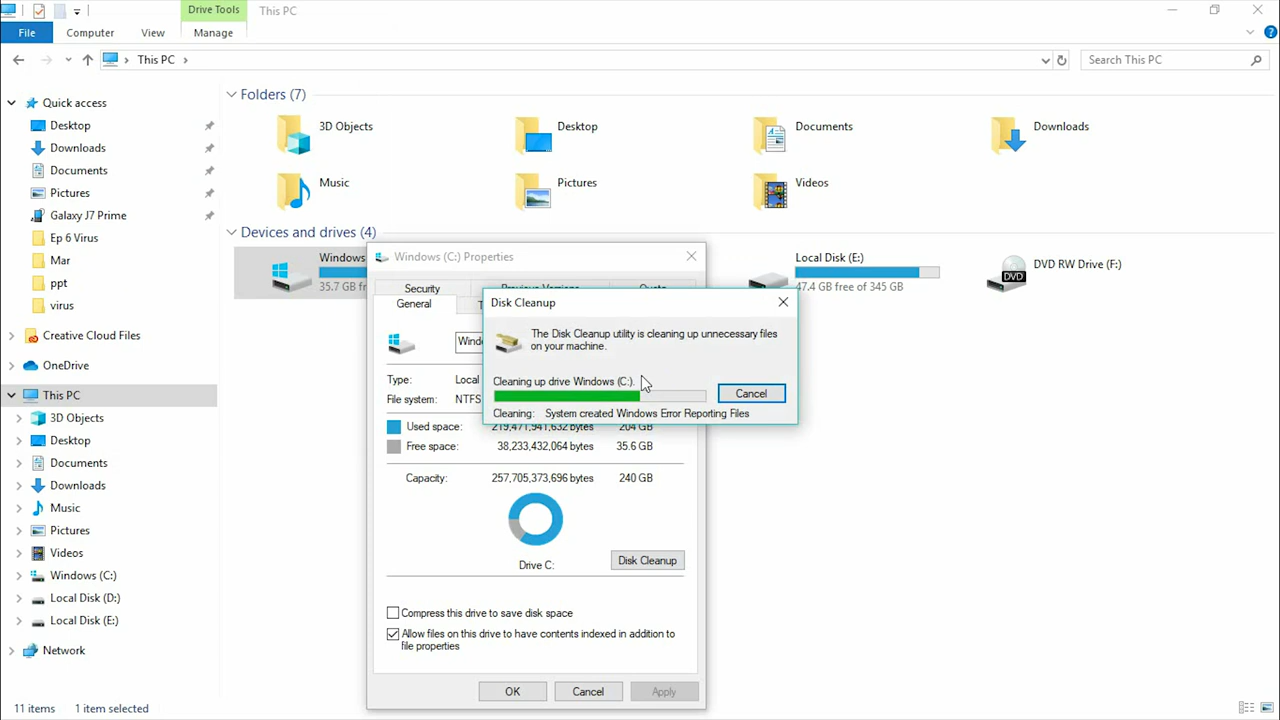 Drive Tools
This PC
File
Computer
View
Manage
This PC
Search This PC
Quick access
Desktop
Downloads
Documents
Pictures
Galaxy J7 Prime
Ep 6 Virus
Mar
ppt
virus
Creative Cloud Files
OneDrive
This PC
3D Objects
Desktop
Documents
Downloads
Music
Pictures
Videos
Windows (C:)
Local Disk (D:)
Local Disk (E:)
Network
Folders (7)
3D Objects
Desktop
Documents
Downloads
Music
Pictures
Videos
Devices and drives (4)
Windows
35.7 GB free
Local Disk (E:)
47.4 GB free of 345 GB
DVD RW Drive (F:)
DVD
Windows (C:) Properties
Security
Previous Versions
Quota
General
Type: Local
File system: NTFS
Used space: 219,471,941,632 bytes 204 GB
Free space: 38,233,432,064 bytes 35.6 GB
Capacity: 257,705,373,696 bytes 240 GB
Drive C:
Disk Cleanup
Compress this drive to save disk space
Allow files on this drive to have contents indexed in addition to
file properties
OK
Cancel
Apply
Disk Cleanup
The Disk Cleanup utility is cleaning up unnecessary files
on your machine.
Cleaning up drive Windows (C:).
Cancel
Cleaning: System created Windows Error Reporting Files
11 items
1 item selected